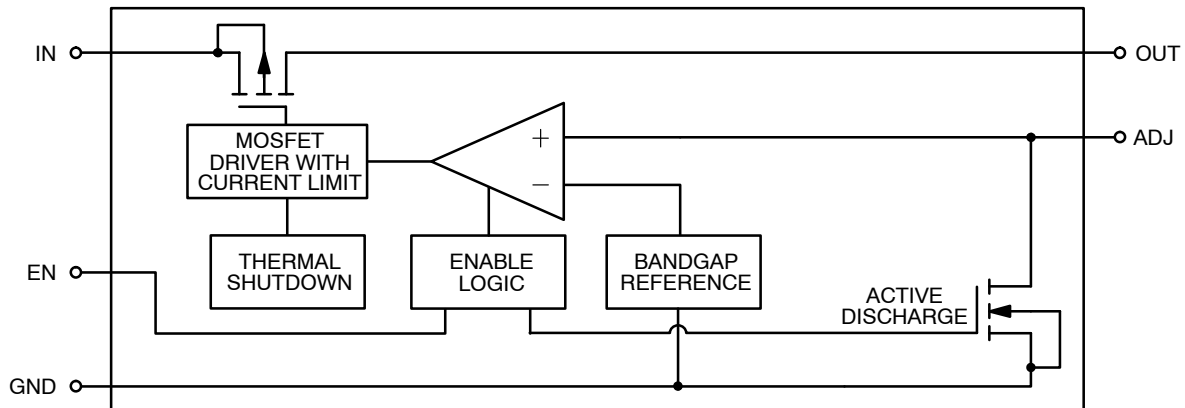 IN
OUT
MOSFET
DRIVER WITH
CURRENT LIMIT
+
−
ADJ
THERMAL
SHUTDOWN
ENABLE
LOGIC
BANDGAP
REFERENCE
EN
ACTIVE
DISCHARGE
GND